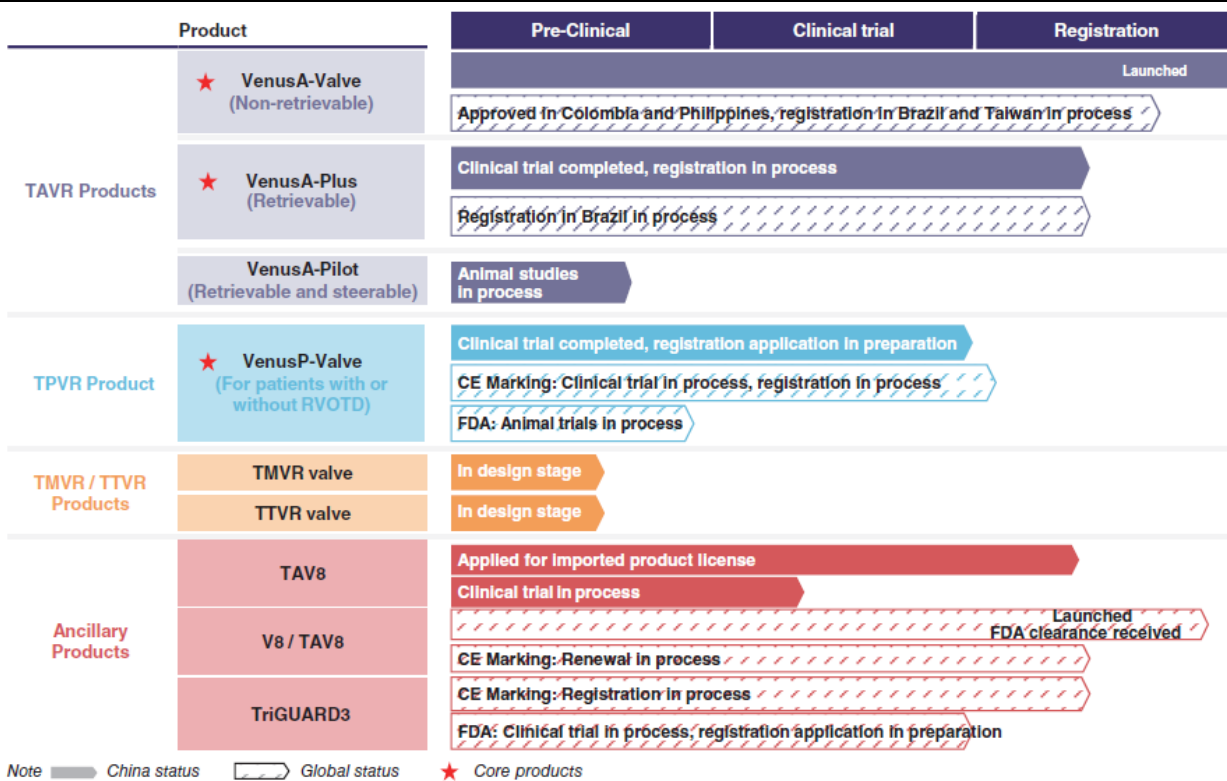 Product
Pre-Clinical
Clinical trial
Registration
TAVR Products
VenusA-Valve
(Non-retrievable)
Launched
Approved in Colombia and Philippines, registration in Brazil and Taiwan in process
VenusA-Plus
(Retrievable)
Clinical trial completed, registration in process
Registration in Brazil in process
VenusA-Pilot
(Retrievable and steerable)
Animal studies
in process
TPVR Product
VenusP-Valve
(For patients with or
without RVOTD)
Clinical trial completed, registration application in preparation
CE Marking: Clinical trial in process, registration in process
FDA: Animal trials in process
TMVR / TTVR
Products
TMVR valve
In design stage
TTVR valve
In design stage
Ancillary
Products
TAV8
Applied for imported product license
Clinical trial in process
V8 / TAV8
Launched
FDA clearance received
CE Marking: Renewal in process
TriGUARD3
CE Marking: Registration in process
FDA: Clinical trial in process, registration application in preparation
Note
China status
Global status
Core products